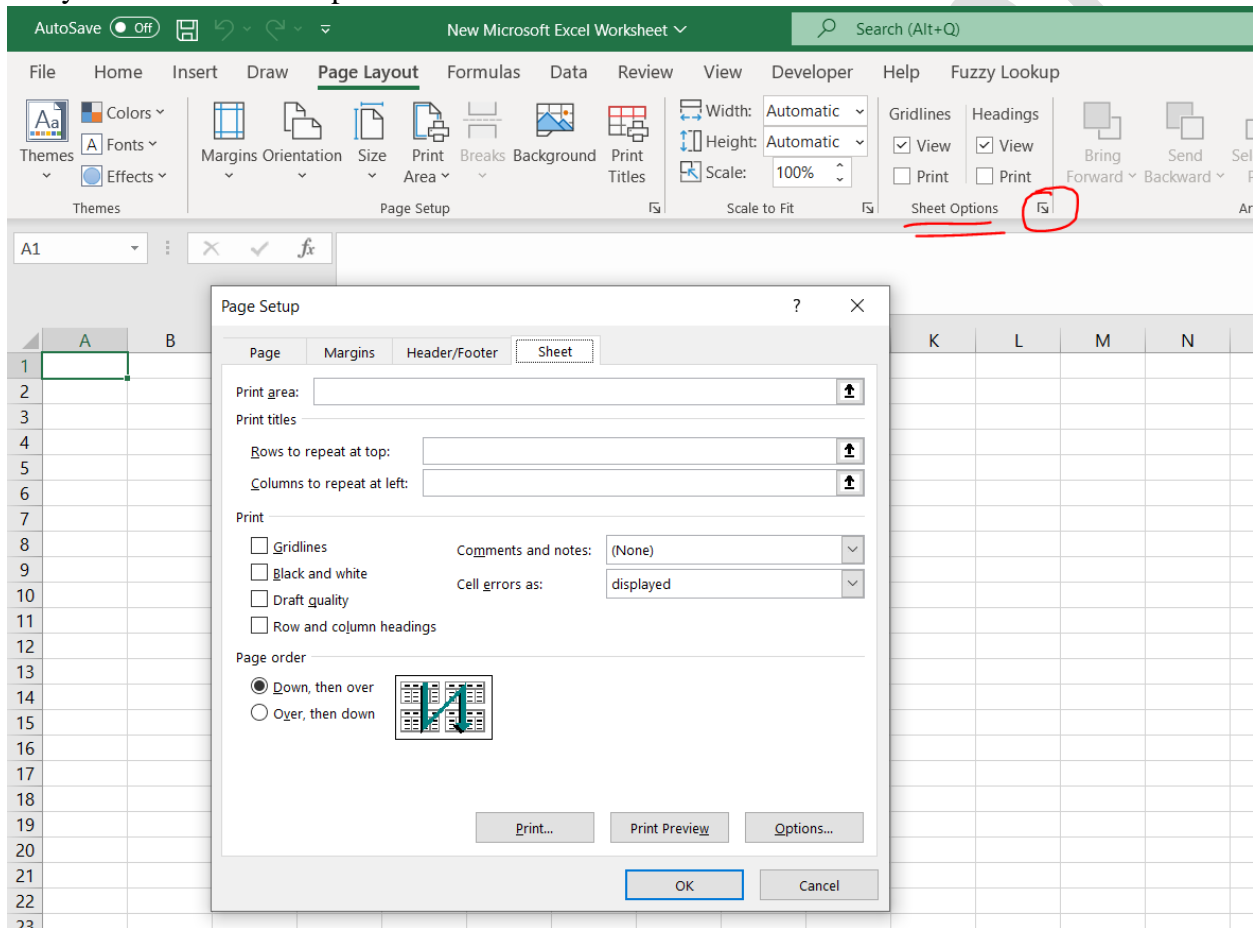 AutoSave Off New Microsoft Excel Worksheet Search (Alt+Q)
File Home Insert Draw Page Layout Formulas Data Review View Developer Help Fuzzy Lookup
Aa Colors Width: Automatic Gridlines Headings
A Fonts Height: Automatic View View
Themes Margins Orientation Size Print Breaks Background Print Bring Send
Effects Area Titles Scale: 100% Print Print Forward Backward
Themes Page Setup Scale to Fit Sheet Options
A1 fx
Page Setup ?
A B K L M N
Page Margins Header/Footer Sheet
1
2
3
4
5
6
7
8
9
10
11
12
13
14
15
16
17
18
19
20
21
22
23
Print area:
Print titles
Rows to repeat at top:
Columns to repeat at left:
Print
Gridlines Comments and notes: (None)
Black and white
Cell errors as: displayed
Draft quality
Row and column headings
Page order
Down, then over
Over, then down
Print... Print Preview Options...
OK Cancel